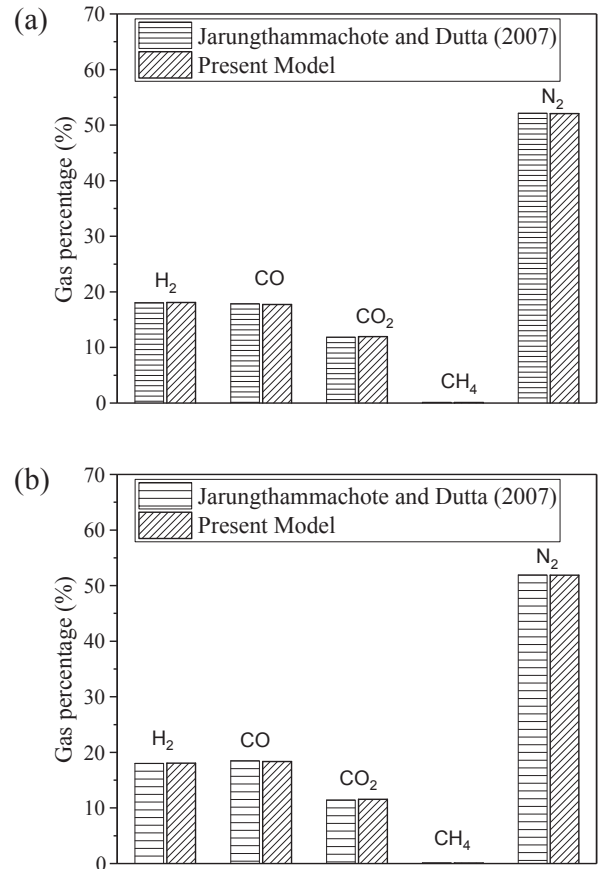 (a)
70
60
50
40
30
20
10
0
Gas percentage (%)
Jarungthammachote and Dutta (2007)
Present Model
H₂
CO
CO₂
CH₄
N₂
(b)
70
60
50
40
30
20
10
0
Gas percentage (%)
Jarungthammachote and Dutta (2007)
Present Model
H₂
CO
CO₂
CH₄
N₂